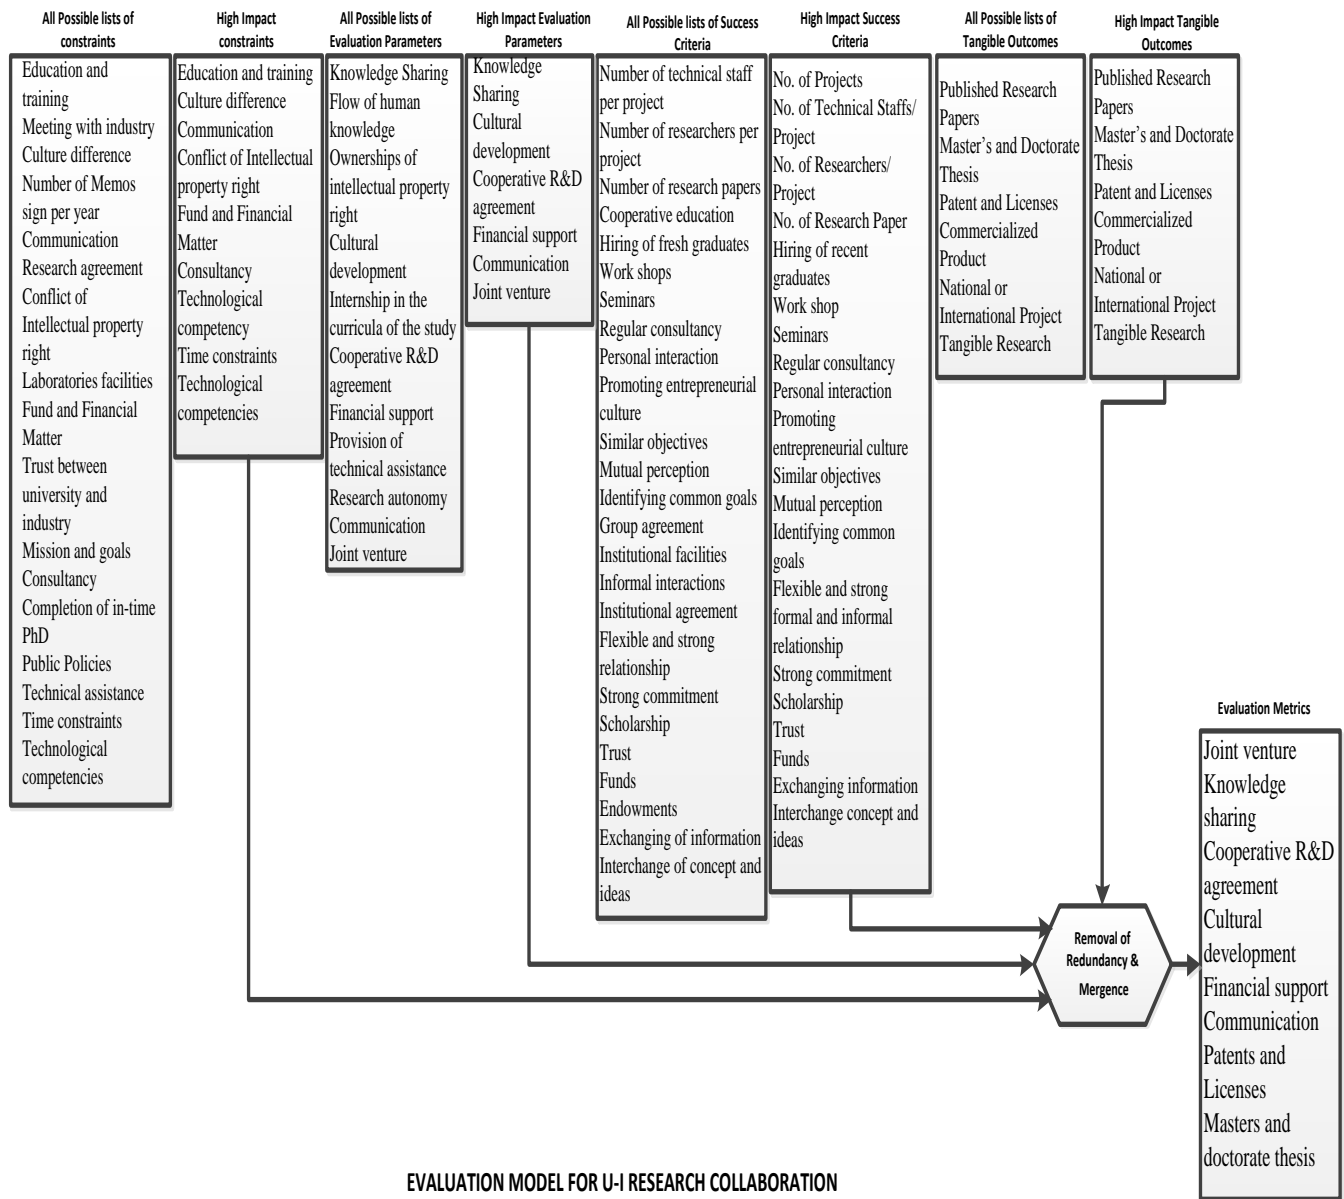 All Possible lists of
constraints
Education and
training
Meeting with industry
Culture difference
Number of Memos
sign per year
Communication
Research agreement
Conflict of
Intellectual property
right
Laboratories facilities
Fund and Financial
Matter
Trust between
university and
industry
Mission and goals
Consultancy
Completion of in-time
PhD
Public Policies
Technical assistance
Time constraints
Technological
competencies
High Impact
constraints
Education and training
Culture difference
Communication
Conflict of Intellectual
property right
Fund and Financial
Matter
Consultancy
Technological
competency
Time constraints
Technological
competencies
All Possible lists of
Evaluation Parameters
Knowledge Sharing
Flow of human
knowledge
Ownerships of
intellectual property
right
Cultural
development
Internship in the
curricula of the study
Cooperative R&D
agreement
Financial support
Provision of
technical assistance
Research autonomy
Communication
Joint venture
High Impact Evaluation
Parameters
Knowledge
Sharing
Cultural
development
Cooperative R&D
agreement
Financial support
Communication
Joint venture
All Possible lists of Success
Criteria
Number of technical staff
per project
Number of researchers per
project
Number of research papers
Cooperative education
Hiring of fresh graduates
Work shops
Seminars
Regular consultancy
Personal interaction
Promoting entrepreneurial
culture
Similar objectives
Mutual perception
Identifying common goals
Group agreement
Institutional facilities
Informal interactions
Institutional agreement
Flexible and strong
relationship
Strong commitment
Scholarship
Trust
Funds
Endowments
Exchanging of information
Interchange of concept and
ideas
High Impact Success
Criteria
No. of Projects
No. of Technical Staffs/
Project
No. of Researchers/
Project
No. of Research Paper
Hiring of recent
graduates
Work shop
Seminars
Regular consultancy
Personal interaction
Promoting
entrepreneurial culture
Similar objectives
Mutual perception
Identifying common
goals
Flexible and strong
formal and informal
relationship
Strong commitment
Scholarship
Trust
Funds
Exchanging information
Interchange concept and
ideas
All Possible lists of
Tangible Outcomes
Published Research
Papers
Master's and Doctorate
Thesis
Patent and Licenses
Commercialized
Product
National or
International Project
Tangible Research
High Impact Tangible
Outcomes
Published Research
Papers
Master's and Doctorate
Thesis
Patent and Licenses
Commercialized
Product
National or
International Project
Tangible Research
Removal of
Redundancy &
Mergence
Evaluation Metrics
Joint venture
Knowledge
sharing
Cooperative R&D
agreement
Cultural
development
Financial support
Communication
Patents and
Licenses
Masters and
doctorate thesis
EVALUATION MODEL FOR U-I RESEARCH COLLABORATION